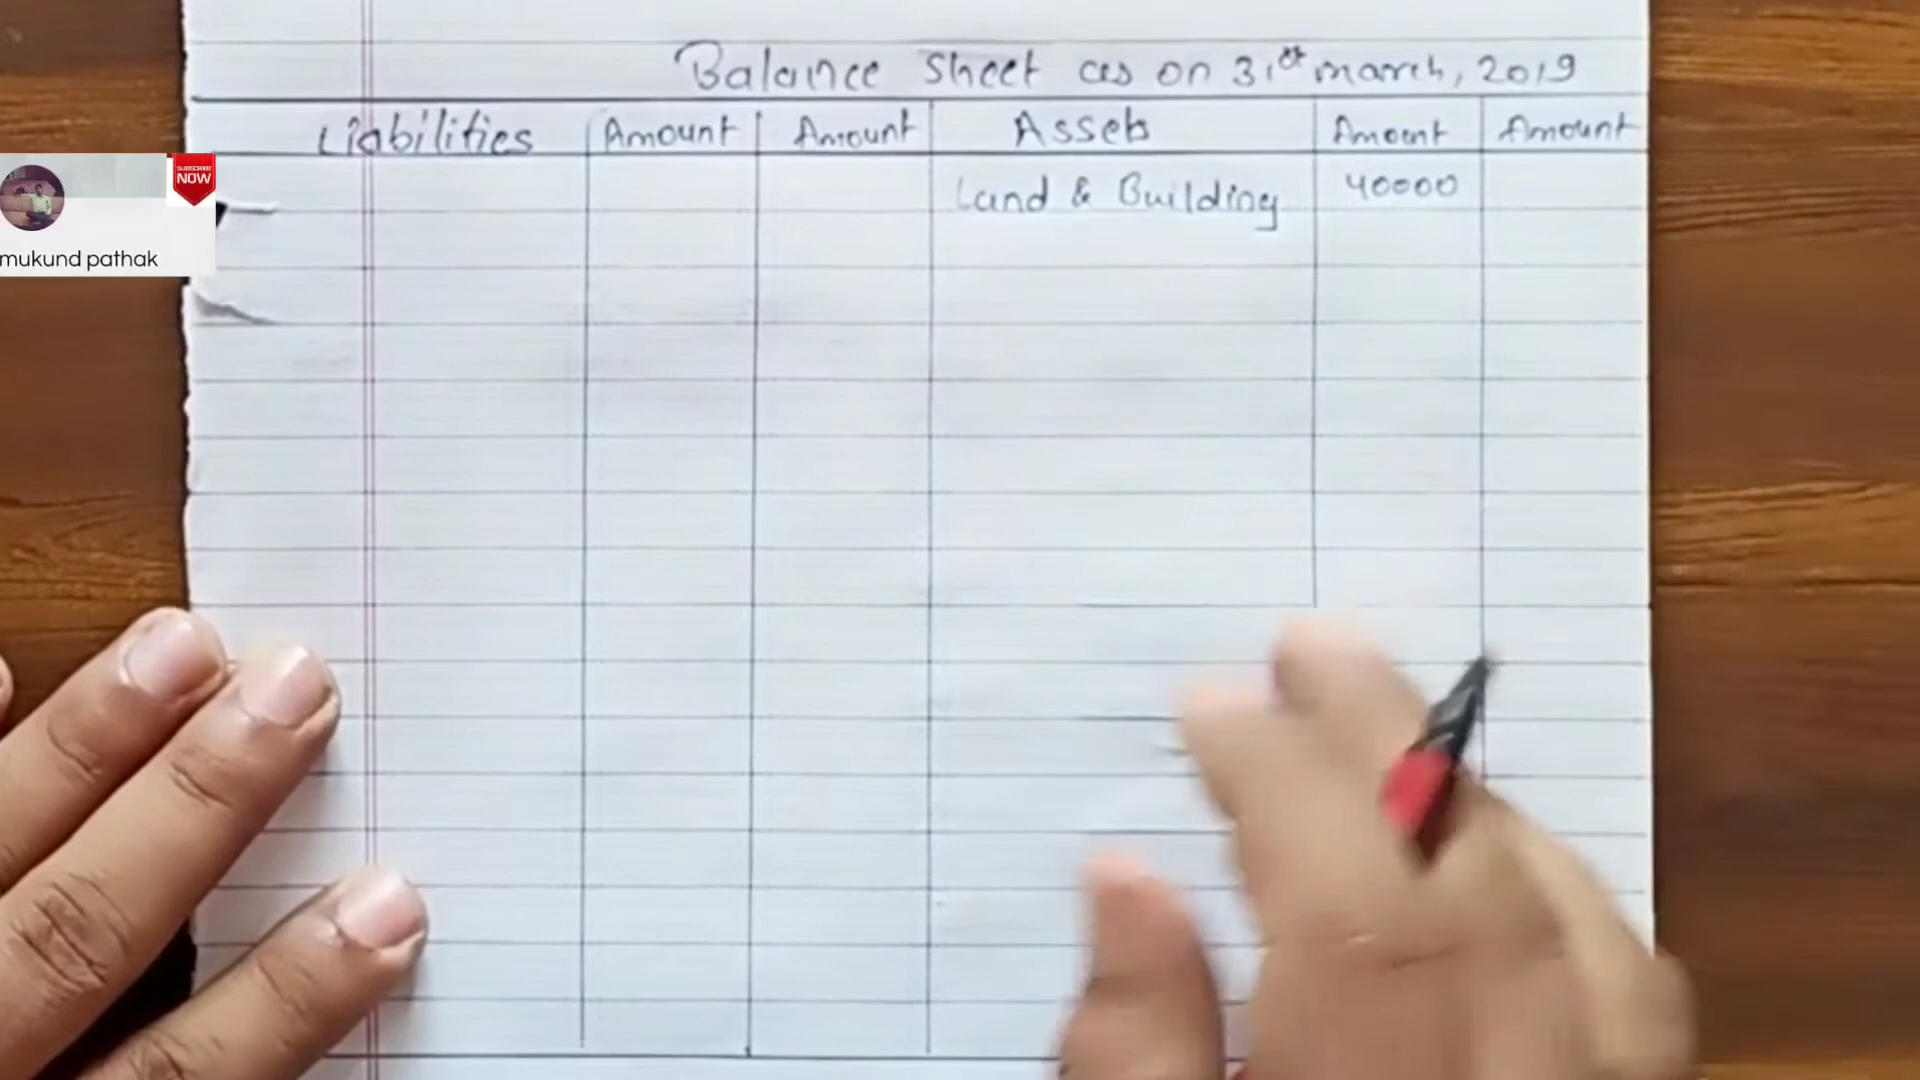 Balance Sheet as on 31st march, 2019
Liabilities Amount Amount Assets Amount Amount
SUBSCRIBE
NOW
Land & Building 40000
mukund pathak